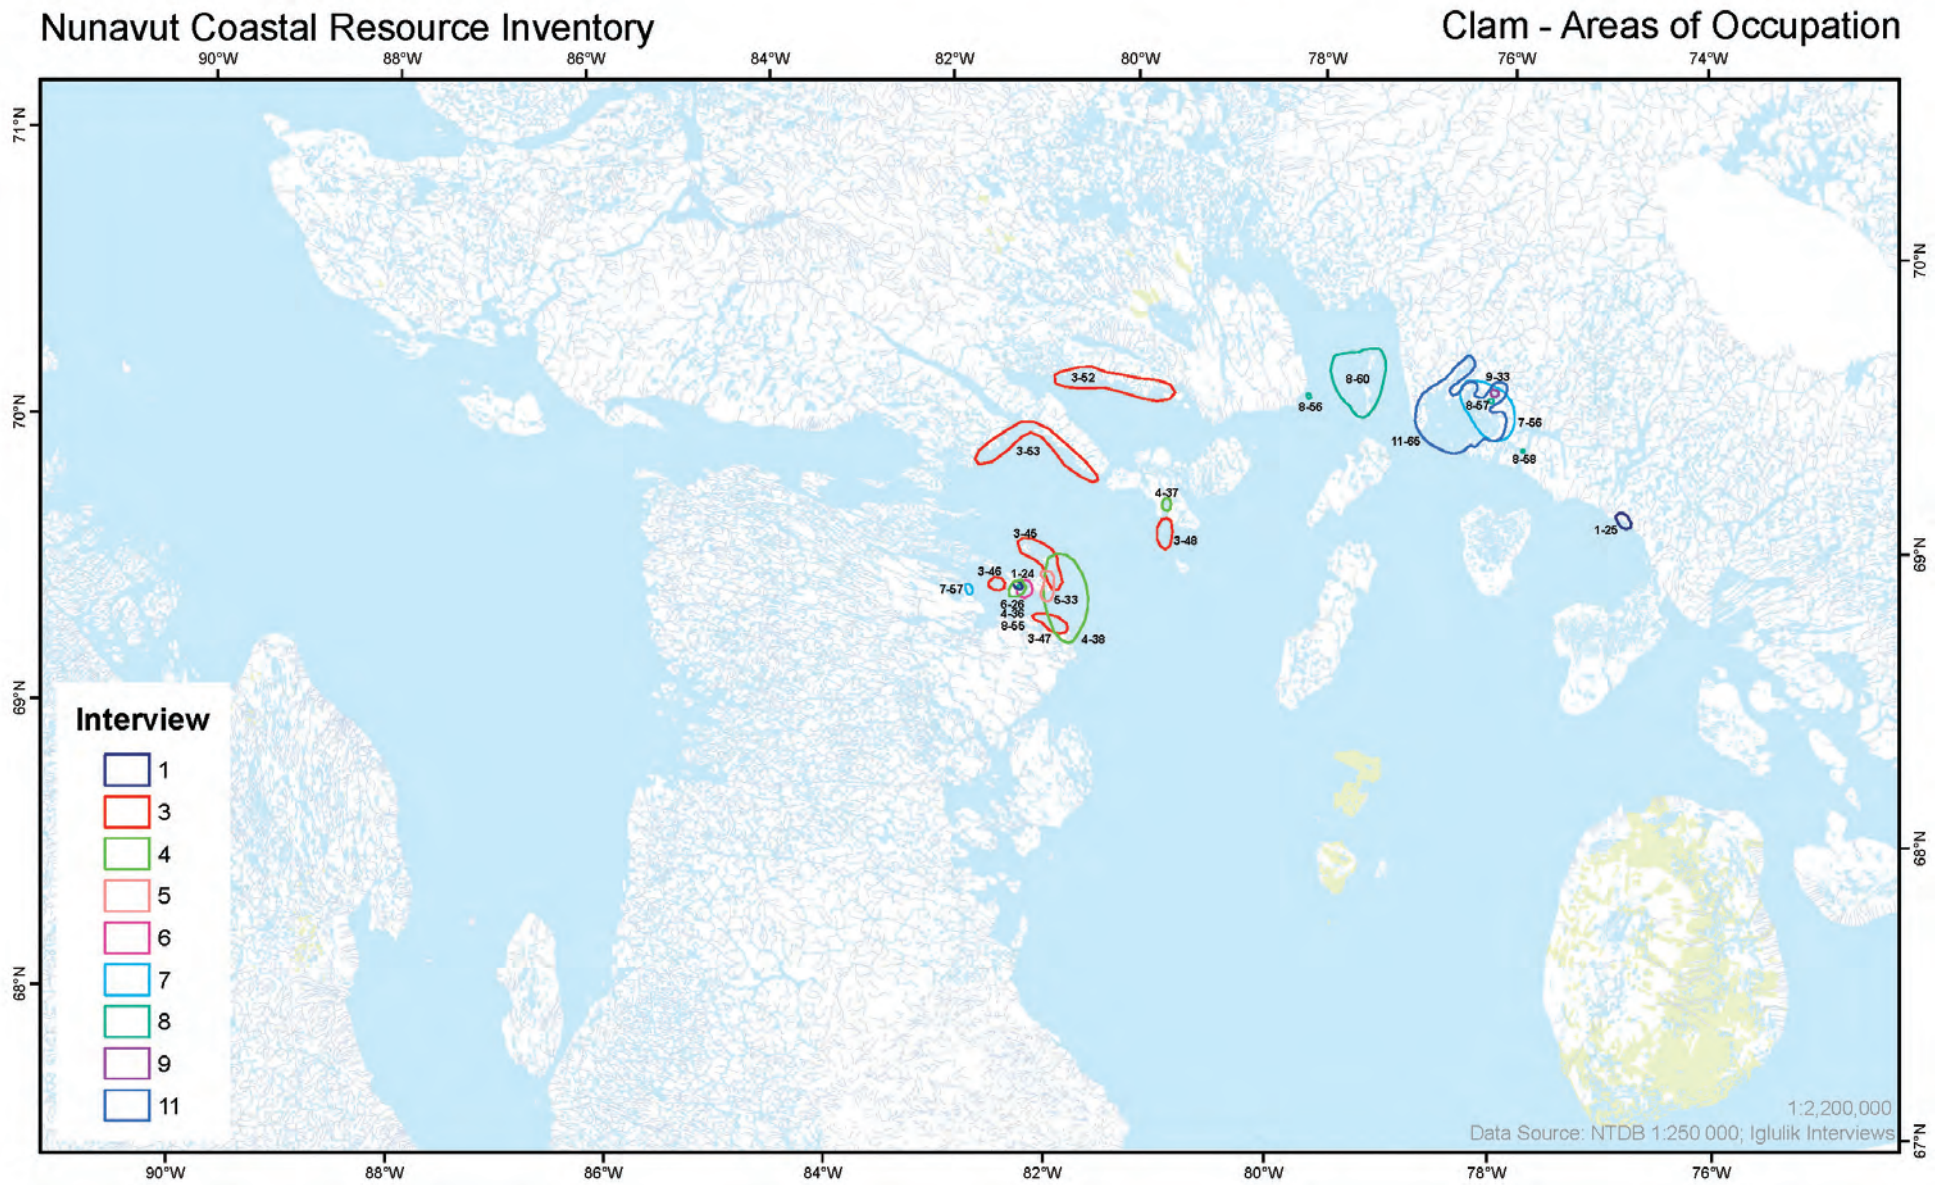 Nunavut Coastal Resource Inventory
Clam - Areas of Occupation
90°W 88°W 86°W 84°W 82°W 80°W 78°W 76°W 74°W
71°N
70°N
70°N
69°N
69°N
68°N
68°N
67°N
3-52
8-60
8-56
9-33
8-57
7-56
11-65
8-58
3-53
4-37
3-48
1-25
3-45
3-46
1-24
7-57
5-33
6-26
4-36
8-55
3-47
4-38
Interview
1
3
4
5
6
7
8
9
11
1:2,200,000
Data Source: NTDB 1:250 000; Iglulik Interviews
90°W 88°W 86°W 84°W 82°W 80°W 78°W 76°W